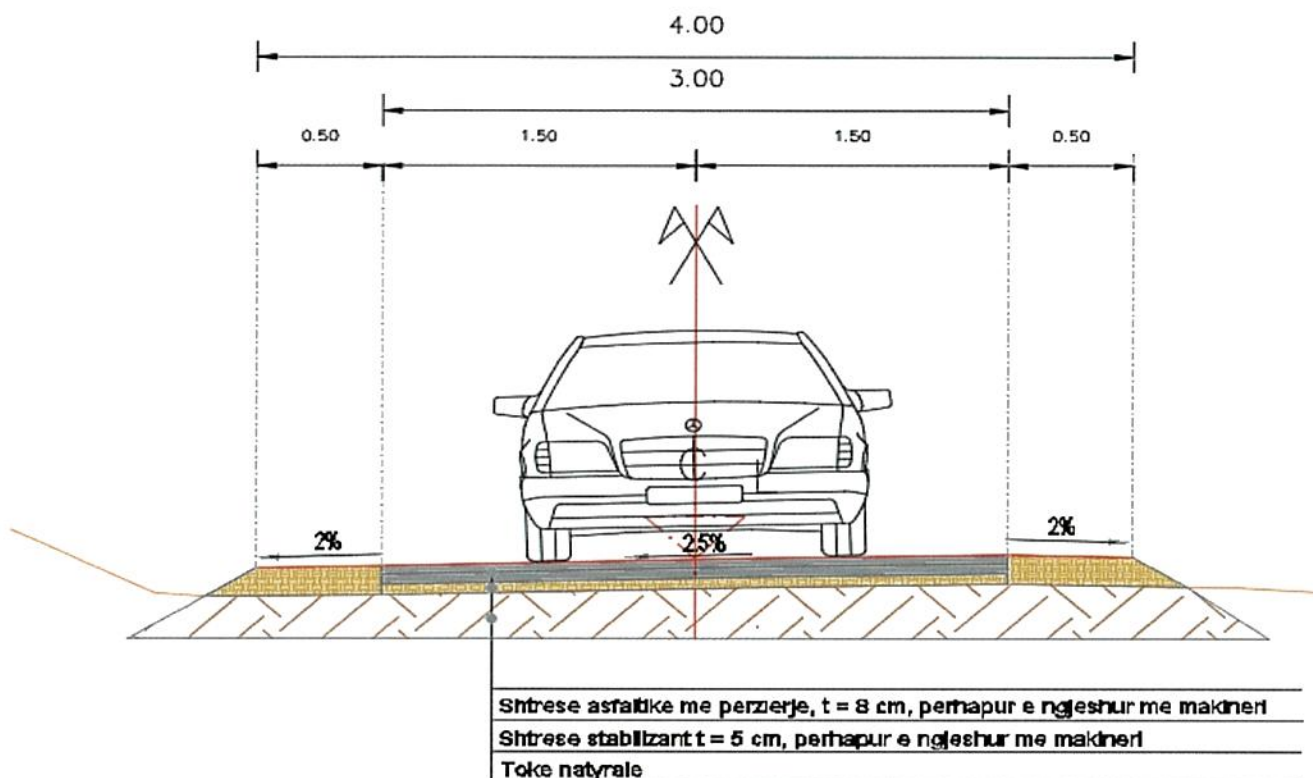 4.00
3.00
0.50 1.50 1.50 0.50
2% 2.5% 2%
Shtrese asfaltike me perzierje, t = 8 cm, perhapur e ngjeshur me makineri
Shtrese stabilizant t = 5 cm, perhapur e ngjeshur me makineri
Toke natyrale